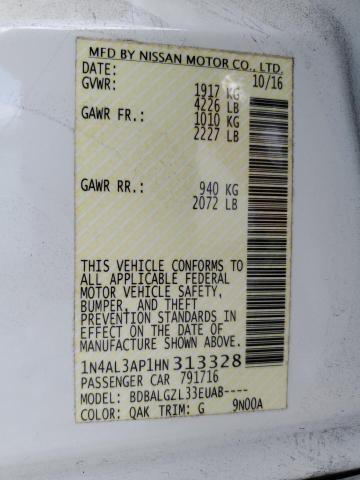 MFD BY NISSAN MOTOR CO., LTD.
DATE: 10/16
GVWR: 1917 KG
4226 LB
GAWR FR.: 1010 KG
2227 LB
GAWR RR.: 940 KG
2072 LB
THIS VEHICLE CONFORMS TO
ALL APPLICABLE FEDERAL
MOTOR VEHICLE SAFETY,
BUMPER, AND THEFT
PREVENTION STANDARDS IN
EFFECT ON THE DATE OF
MANUFACTURE SHOWN ABOVE.
1N4AL3AP1HN313328
PASSENGER CAR 791716
MODEL: BDBALGZL33EUAB----
COLOR: QAK TRIM: G 9N00A